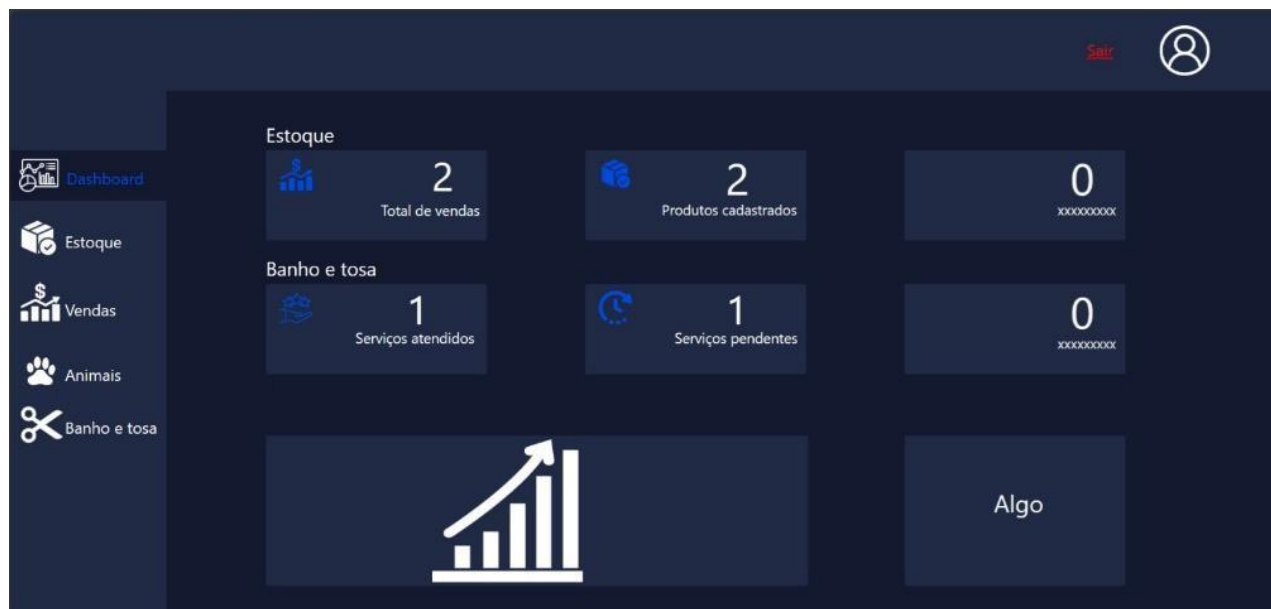 Sair
Dashboard
Estoque
Vendas
Animais
Banho e tosa
Estoque
2
Total de vendas
2
Produtos cadastrados
0
xxxxxxxxx
Banho e tosa
1
Serviços atendidos
1
Serviços pendentes
0
xxxxxxxxx
Algo